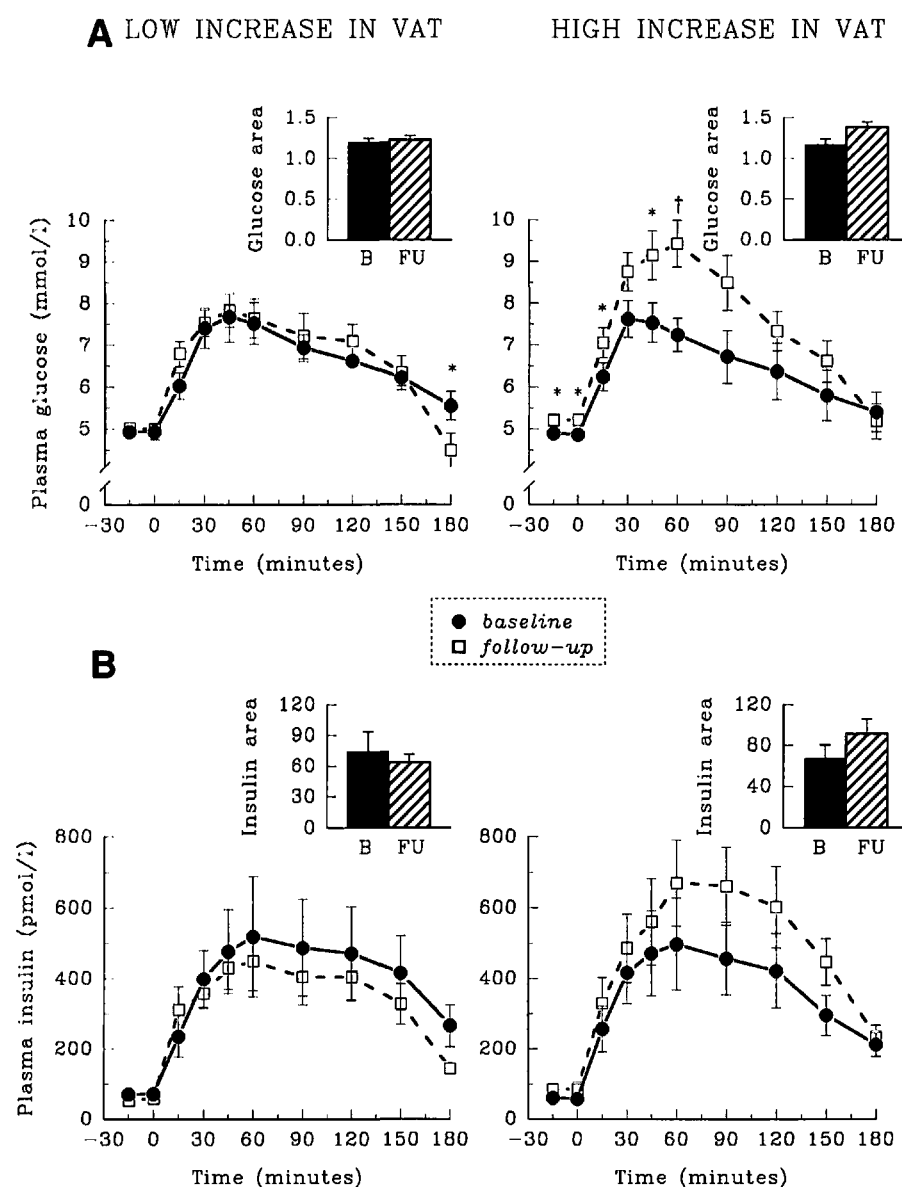 A LOW INCREASE IN VAT
HIGH INCREASE IN VAT
Glucose area
1.5
1.0
0.5
0.0
B FU
Plasma glucose (mmol/l)
10
9
8
7
6
5
0
*
-30 0 30 60 90 120 150 180
Time (minutes)
Glucose area
1.5
1.0
0.5
0.0
B FU
10
9
8
7
6
5
0
* * * * †
-30 0 30 60 90 120 150 180
Time (minutes)
baseline
follow-up
B
Insulin area
120
90
60
30
0
B FU
Plasma insulin (pmol/l)
800
600
400
200
0
-30 0 30 60 90 120 150 180
Time (minutes)
Insulin area
120
80
40
0
B FU
800
600
400
200
0
-30 0 30 60 90 120 150 180
Time (minutes)